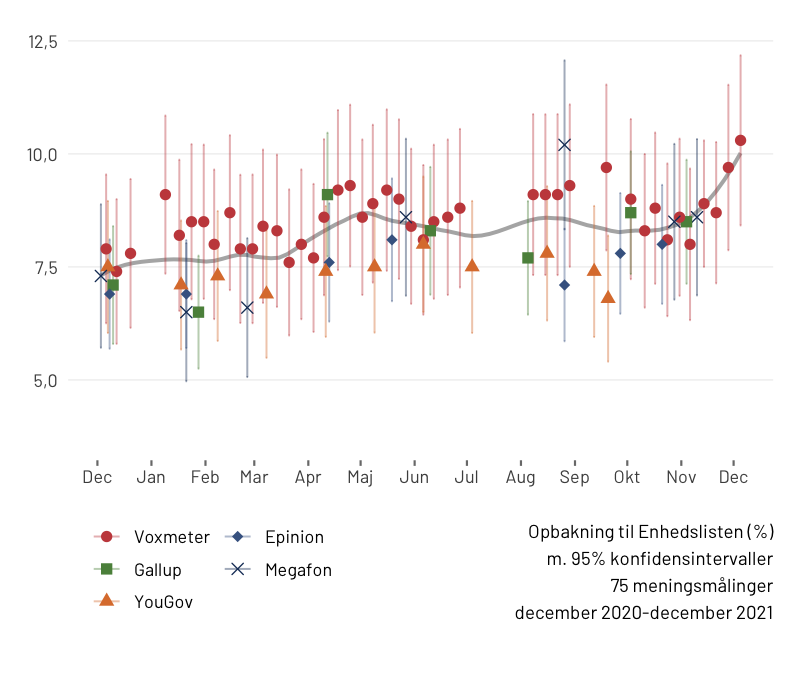 12,5
10,0
7,5
5,0
Dec Jan Feb Mar Apr Maj Jun Jul Aug Sep Okt Nov Dec
Voxmeter Epinion
Gallup Megafon
YouGov
Opbakning til Enhedslisten (%)
m. 95% konfidensintervaller
75 meningsmålinger
december 2020-december 2021